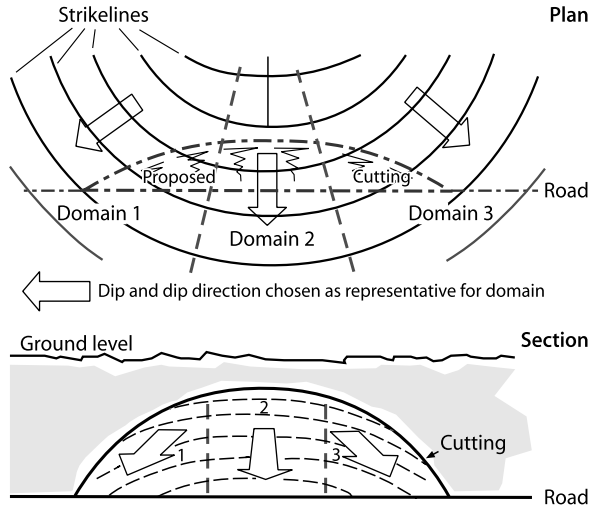 Strikelines
Plan
Proposed
Cutting
Road
Domain 1
Domain 3
Domain 2
Dip and dip direction chosen as representative for domain
Section
Ground level
2
1
3
Cutting
Road